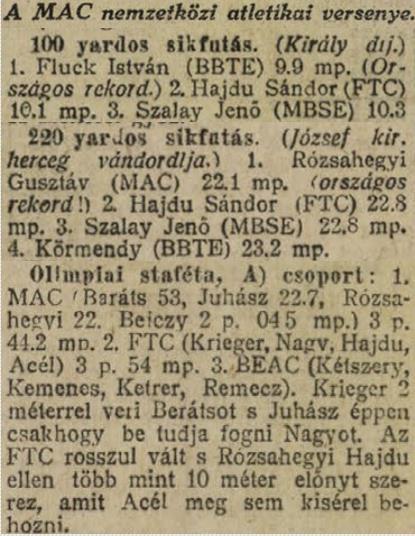 A MAC nemzetközi atletikai versenye.
100 yardos sikfutás. (Király dij.)
1. Fluck István (BBTE) 9.9 mp. (Or-
szágos rekord.) 2. Hajdu Sándor (FTC)
10.1 mp. 3. Szalay Jenő (MBSE) 10.3
220 yardos sikfutás. (József kir.
herceg vándordija.) 1. Rózsahegyi
Gusztáv (MAC) 22.1 mp. (országos
rekord!) 2. Hajdu Sándor (FTC) 22.8
mp. 3. Szalay Jenő (MBSE) 22.8 mp.
4. Körmendy (BBTE) 23.2 mp.
Olimpiai staféta, A) csoport: 1.
MAC (Baráts 53, Juhász 22.7, Rózsa-
hegyi 22. Bejczy 2 p. 04 5 mp.) 3 p.
44.2 mp. 2. FTC (Krieger, Nagy, Hajdu,
Acél) 3 p. 54 mp. 3. BEAC (Kétszery,
Kemenes, Ketrer, Remecz). Krieger 2
méterrel veri Berátsot s Juhász éppen
csakhogy be tudja fogni Nagyot. Az
FTC rosszul vált s Rózsahegyi Hajdu
ellen több mint 10 méter előnyt sze-
rez, amit Acél meg sem kisérel be-
hozni.